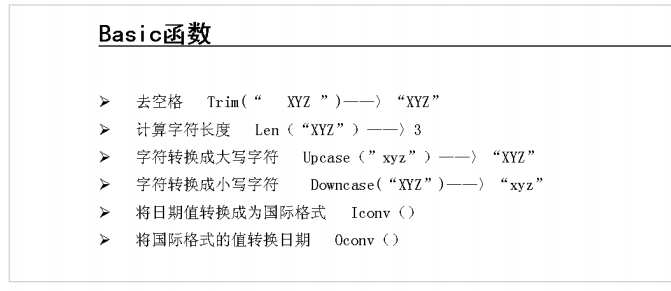 Basic函数
➢ 去空格 Trim(“ XYZ ”)——〉 “XYZ”
➢ 计算字符长度 Len（“XYZ”）——〉3
➢ 字符转换成大写字符 Upcase（”xyz”）——〉 “XYZ”
➢ 字符转换成小写字符 Downcase(“XYZ”)——〉 “xyz”
➢ 将日期值转换成为国际格式 Iconv（）
➢ 将国际格式的值转换日期 Oconv（）